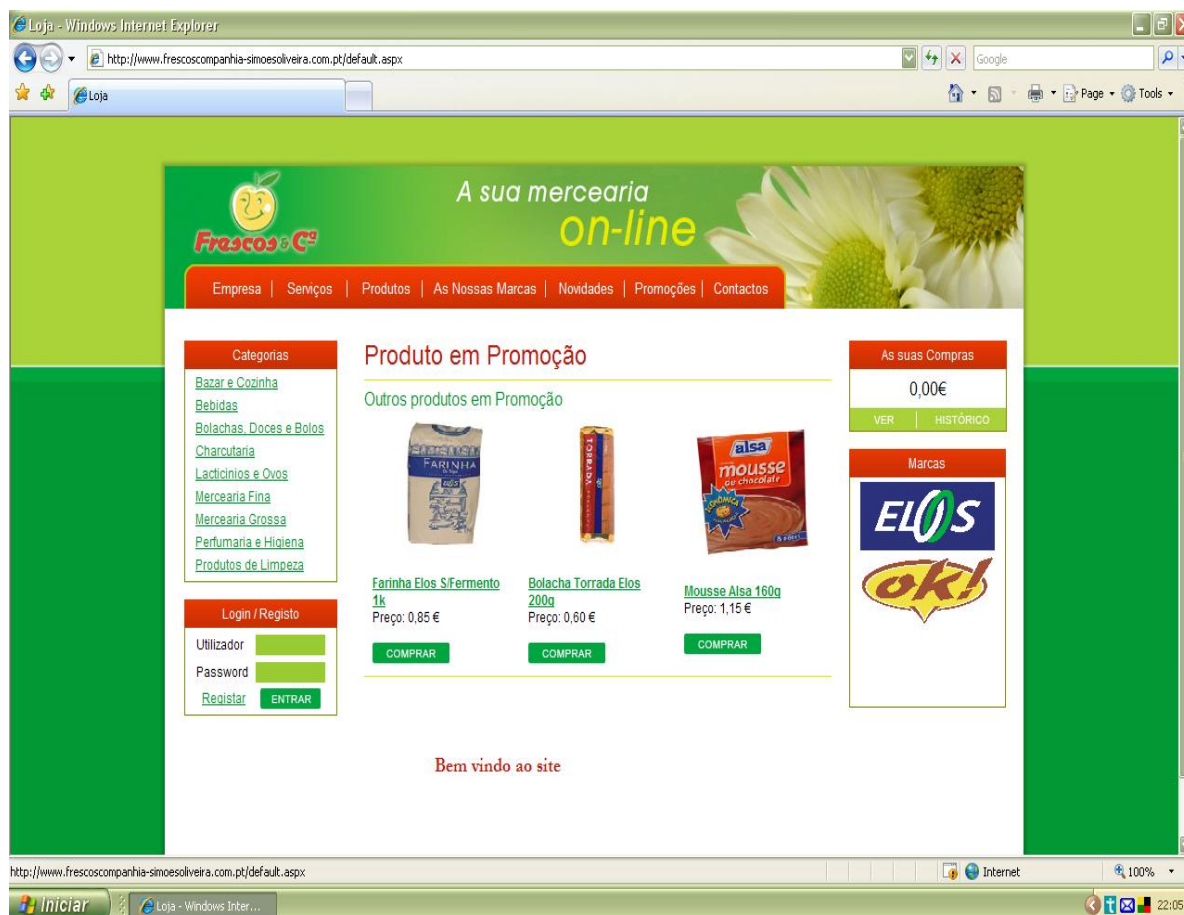 Loja - Windows Internet Explorer
http://www.frescoscompanhia-simoesoliveira.com.pt/default.aspx
Google
Loja
Page
Tools
A sua mercearia
on-line
Frescos & Cª
Empresa | Serviços | Produtos | As Nossas Marcas | Novidades | Promoções | Contactos
Categorias
Bazar e Cozinha
Bebidas
Bolachas, Doces e Bolos
Charcutaria
Lacticinios e Ovos
Mercearia Fina
Mercearia Grossa
Perfumaria e Higiena
Produtos de Limpeza
Login / Registo
Utilizador
Password
Registar
ENTRAR
Produto em Promoção
Outros produtos em Promoção
FARINHA
elos
TORRADA
alsa
mousse
de chocolate
ECONÓMICA
Farinha Elos S/Fermento
1k
Preço: 0,85 €
COMPRAR
Bolacha Torrada Elos
200g
Preço: 0,60 €
COMPRAR
Mousse Alsa 160g
Preço: 1,15 €
COMPRAR
Bem vindo ao site
As suas Compras
0,00€
VER | HISTÓRICO
Marcas
ELOS
ok!
http://www.frescoscompanhia-simoesoliveira.com.pt/default.aspx
Internet
100%
Iniciar
Loja - Windows Inter...
22:05